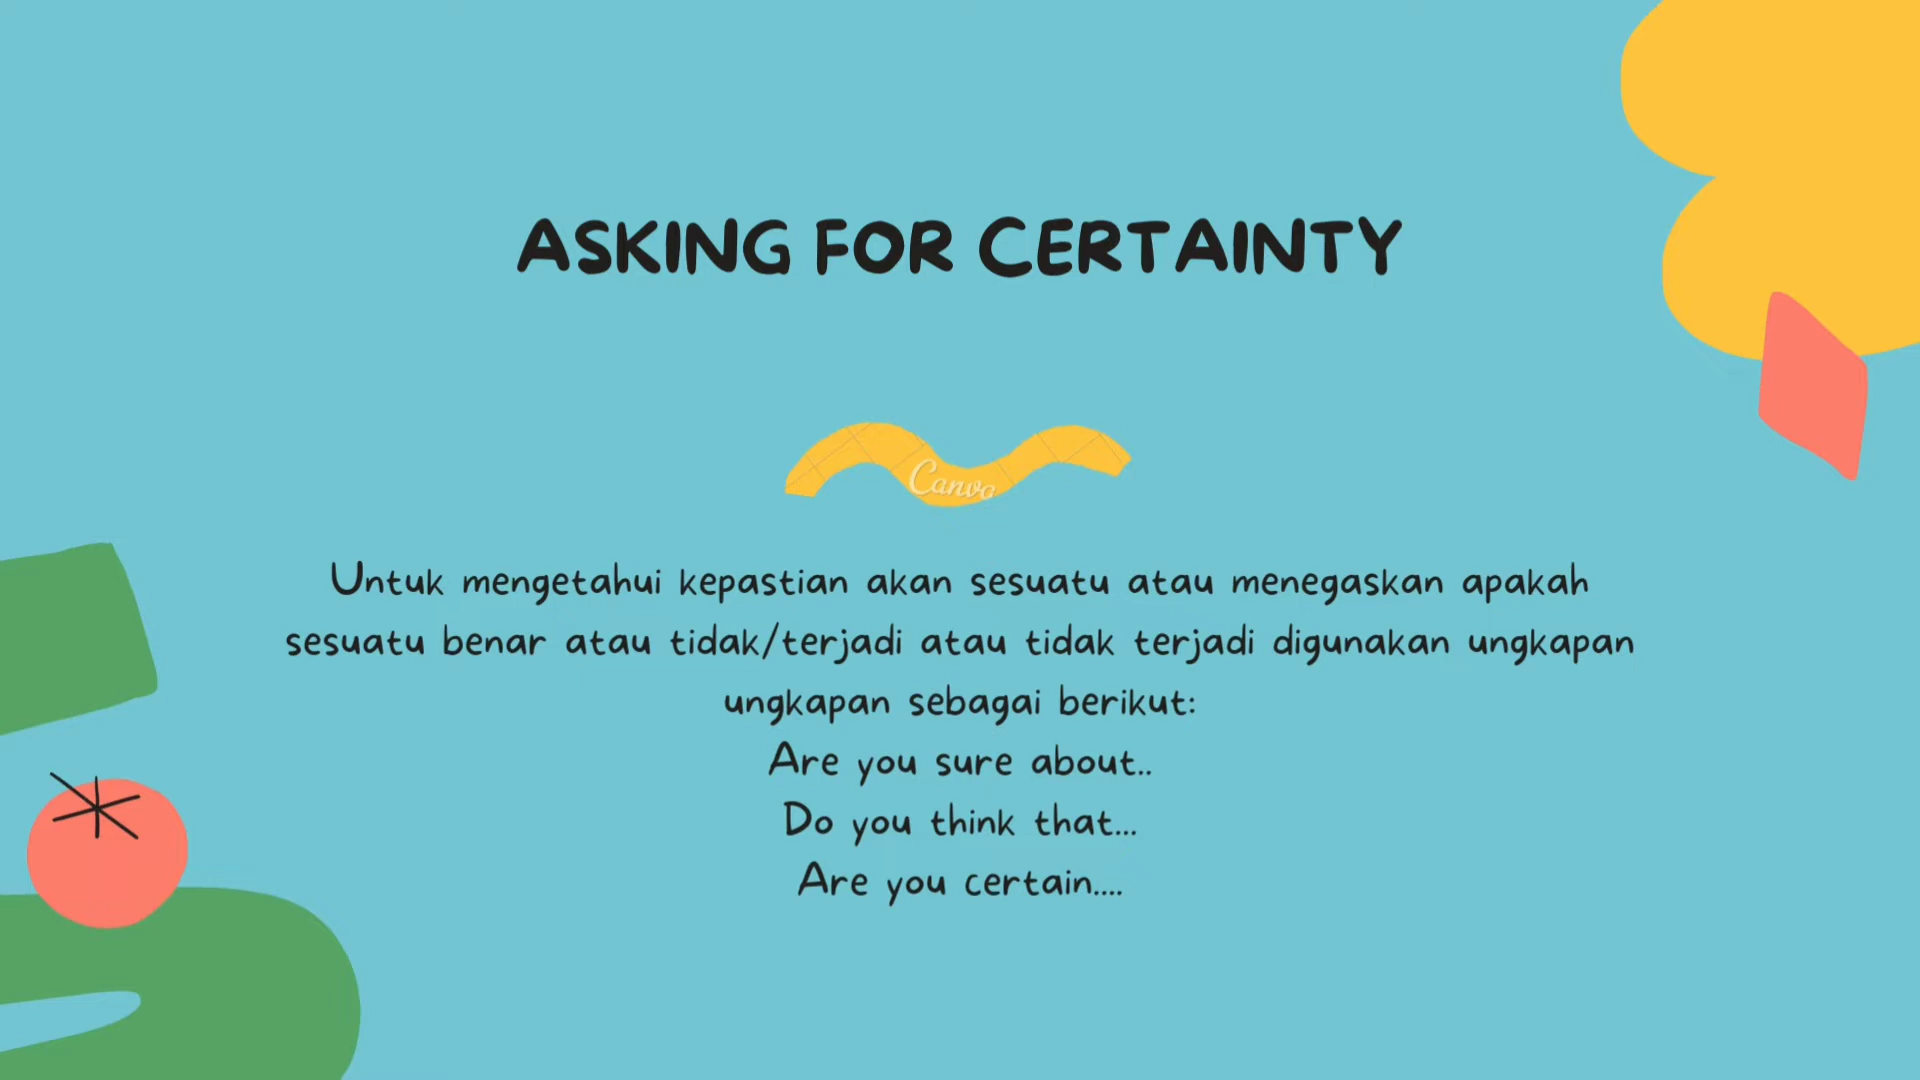 ASKING FOR CERTAINTY
Canva
Untuk mengetahui kepastian akan sesuatu atau menegaskan apakah
sesuatu benar atau tidak/terjadi atau tidak terjadi digunakan ungkapan
ungkapan sebagai berikut:
Are you sure about..
Do you think that...
Are you certain....